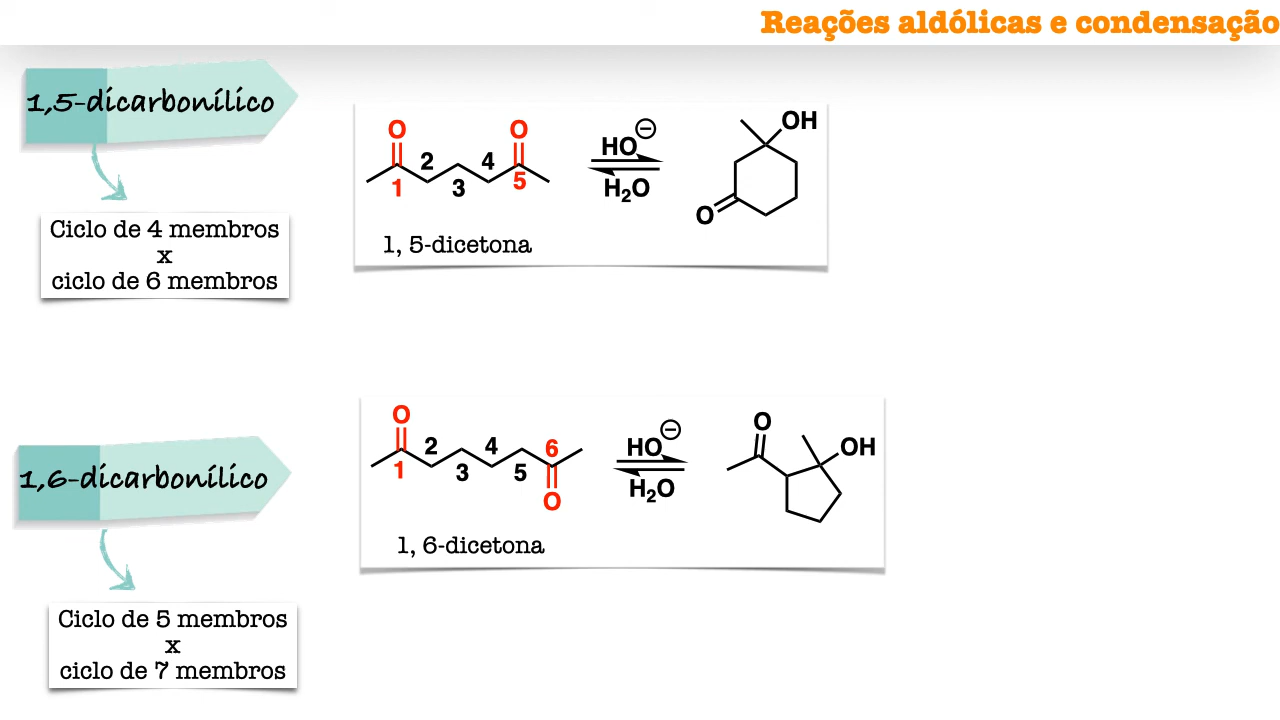 Reações aldólicas e condensação
1,5-dicarbonílico
Ciclo de 4 membros
x
ciclo de 6 membros
O O
1 2 3 4 5
1, 5-dicetona
HO⊖
H₂O
OH
O
1,6-dicarbonílico
Ciclo de 5 membros
x
ciclo de 7 membros
O
1 2 3 4 5 6
O
1, 6-dicetona
HO⊖
H₂O
O
OH